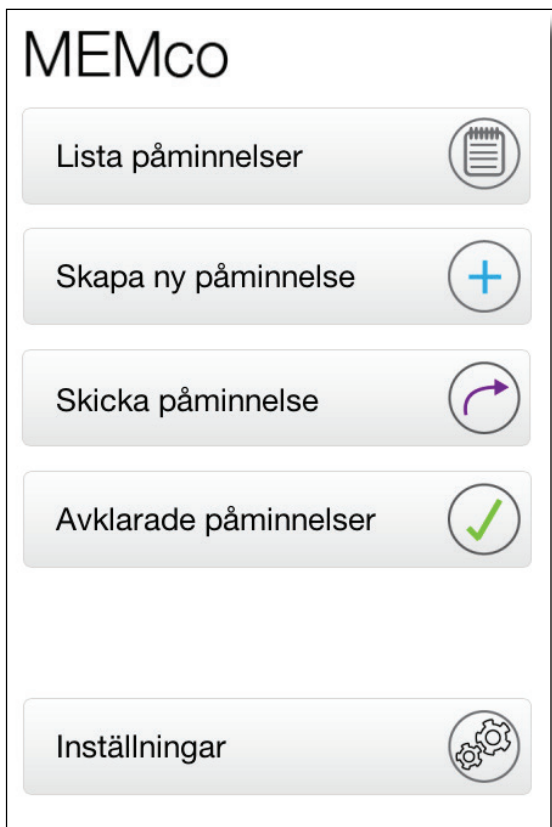 MEMco
Lista påminnelser
Skapa ny påminnelse
Skicka påminnelse
Avklarade påminnelser
Inställningar